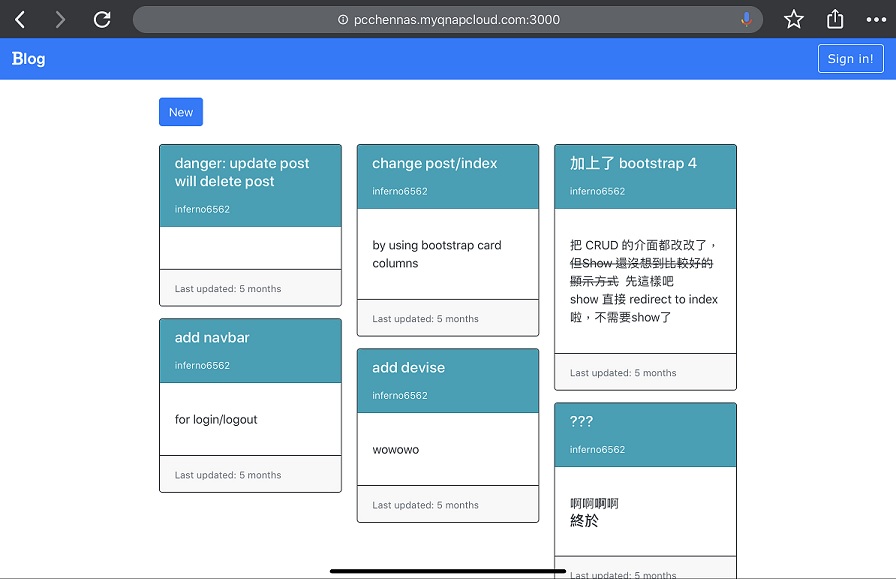 pcchennas.myqnapcloud.com:3000
Blog
Sign in!
New
danger: update post
will delete post
inferno6562
Last updated: 5 months
add navbar
inferno6562
for login/logout
Last updated: 5 months
change post/index
inferno6562
by using bootstrap card
columns
Last updated: 5 months
add devise
inferno6562
wowowo
Last updated: 5 months
加上了 bootstrap 4
inferno6562
把 CRUD 的介面都改改了，
但Show 還沒想到比較好的
顯示方式 先這樣吧
show 直接 redirect to index
啦，不需要show了
Last updated: 5 months
???
inferno6562
啊啊啊啊
終於
Last updated: 5 months